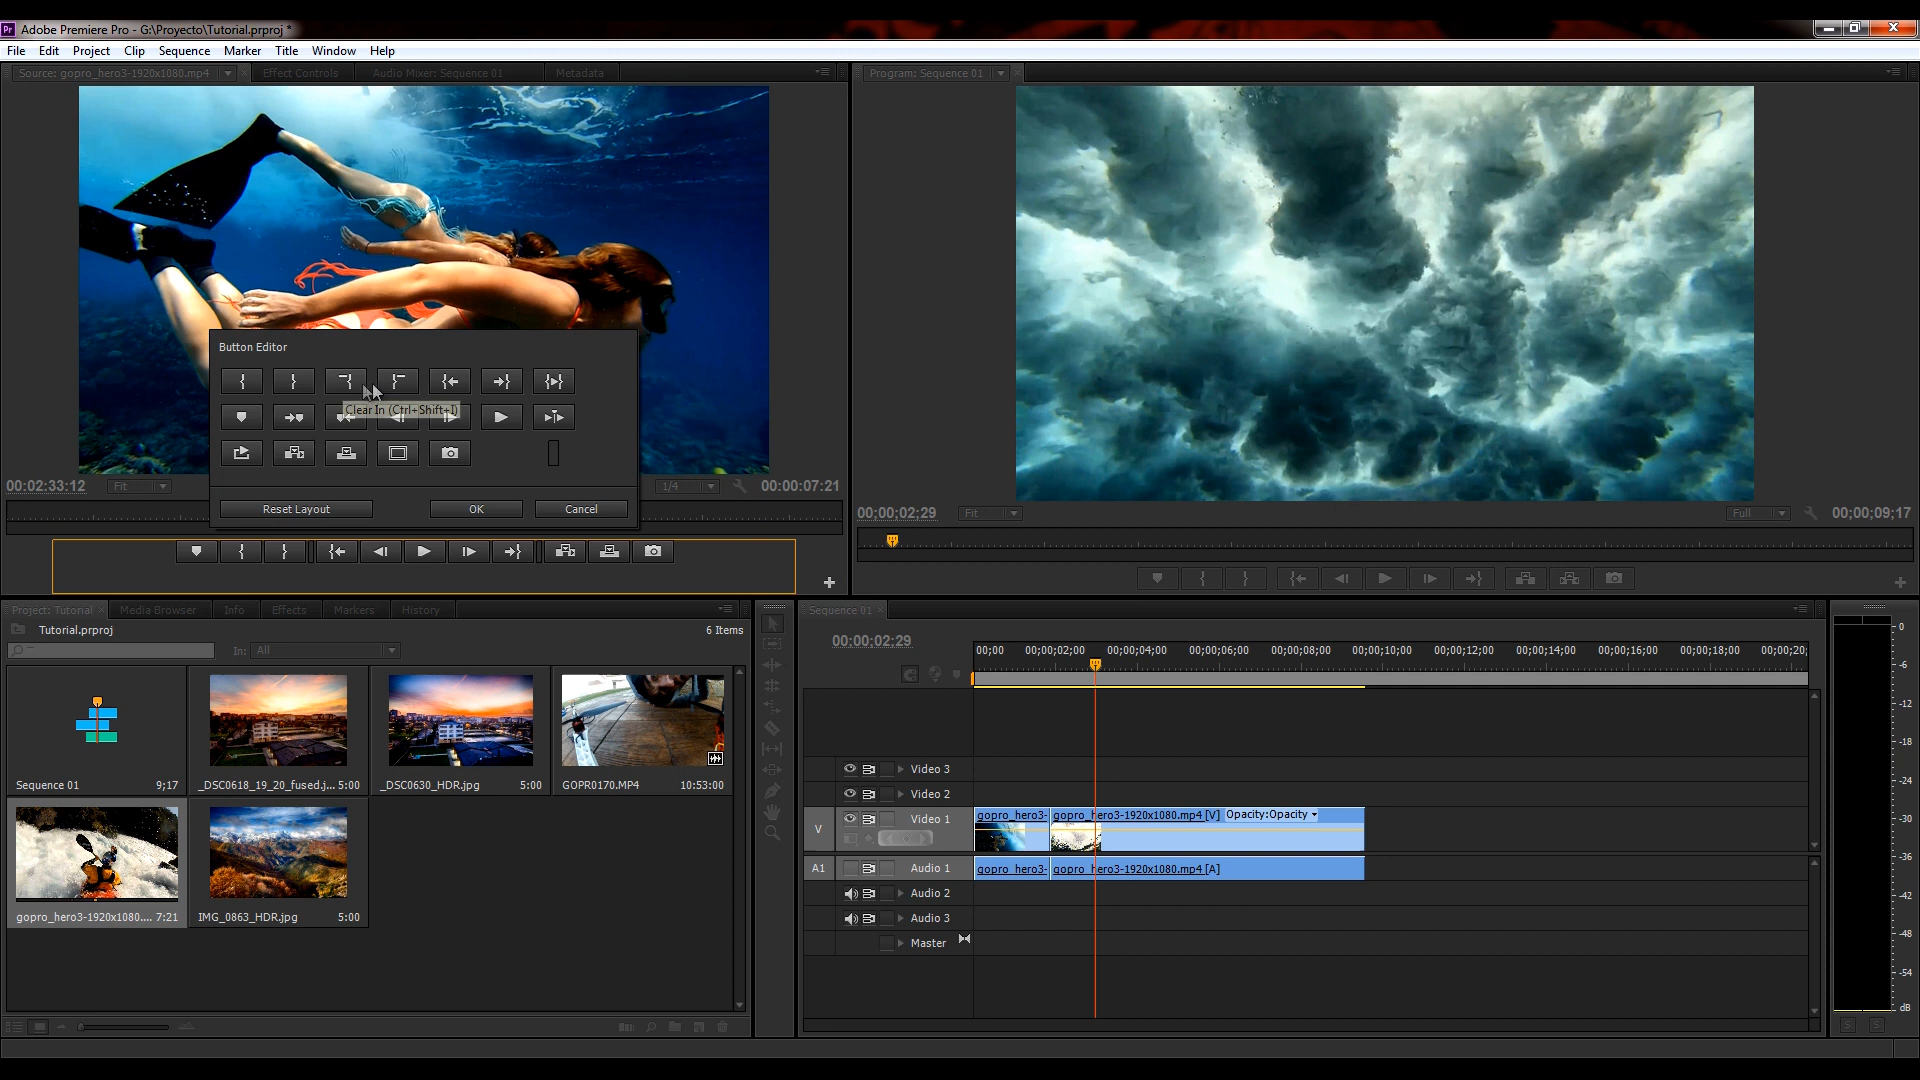 Pr Adobe Premiere Pro - G:\Proyecto\Tutorial.prproj *
File Edit Project Clip Sequence Marker Title Window Help
Source: gopro_hero3-1920x1080.mp4 Effect Controls Audio Mixer: Sequence 01 Metadata
Program: Sequence 01
Button Editor
Clear In (Ctrl+Shift+I)
Reset Layout OK Cancel
00:02:33:12 Fit 1/4 00:00:07:21
00;00;02;29 Fit Full 00;00;09;17
Project: Tutorial Media Browser Info Effects Markers History
Tutorial.prproj 6 Items
In: All
Sequence 01 9;17
_DSC0618_19_20_fused.j... 5:00
_DSC0630_HDR.jpg 5:00
GOPR0170.MP4 10:53:00
gopro_hero3-1920x1080.... 7:21
IMG_0863_HDR.jpg 5:00
Sequence 01
00;00;02;29
00;00 00;00;02;00 00;00;04;00 00;00;06;00 00;00;08;00 00;00;10;00 00;00;12;00 00;00;14;00 00;00;16;00 00;00;18;00 00;00;20;
Video 3
Video 2
V Video 1
gopro_hero3- gopro_hero3-1920x1080.mp4 [V] Opacity:Opacity
A1 Audio 1 gopro_hero3- gopro_hero3-1920x1080.mp4 [A]
Audio 2
Audio 3
Master
0
-6
-12
-18
-24
-30
-36
-42
-48
-54
dB
S S